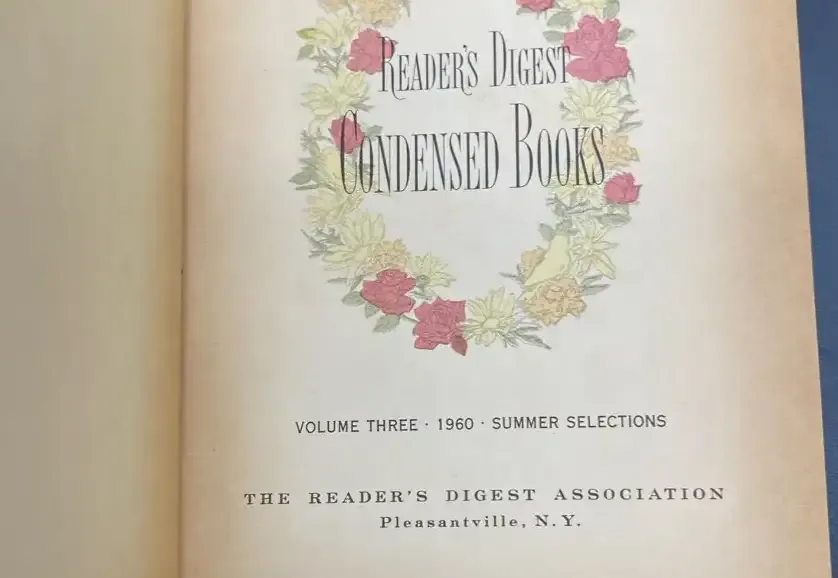 READER'S DIGEST
CONDENSED BOOKS
VOLUME THREE · 1960 · SUMMER SELECTIONS
THE READER'S DIGEST ASSOCIATION
Pleasantville, N.Y.